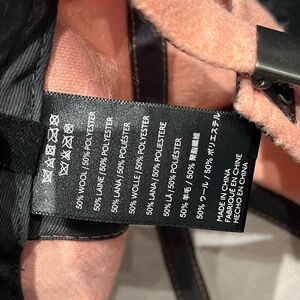 50% WOOL / 50% POLYESTER
50% LAINE / 50% POLYESTER
50% LANA / 50% POLIÉSTER
50% WOLLE / 50% POLYESTER
50% LANA / 50% POLIESTERE
50% LÃ / 50% POLIÉSTER
50% 羊毛 / 50% 聚酯纖維
50% ウール / 50% ポリエステル
MADE IN CHINA
FABRIQUÉ EN CHINE
HECHO EN CHINA